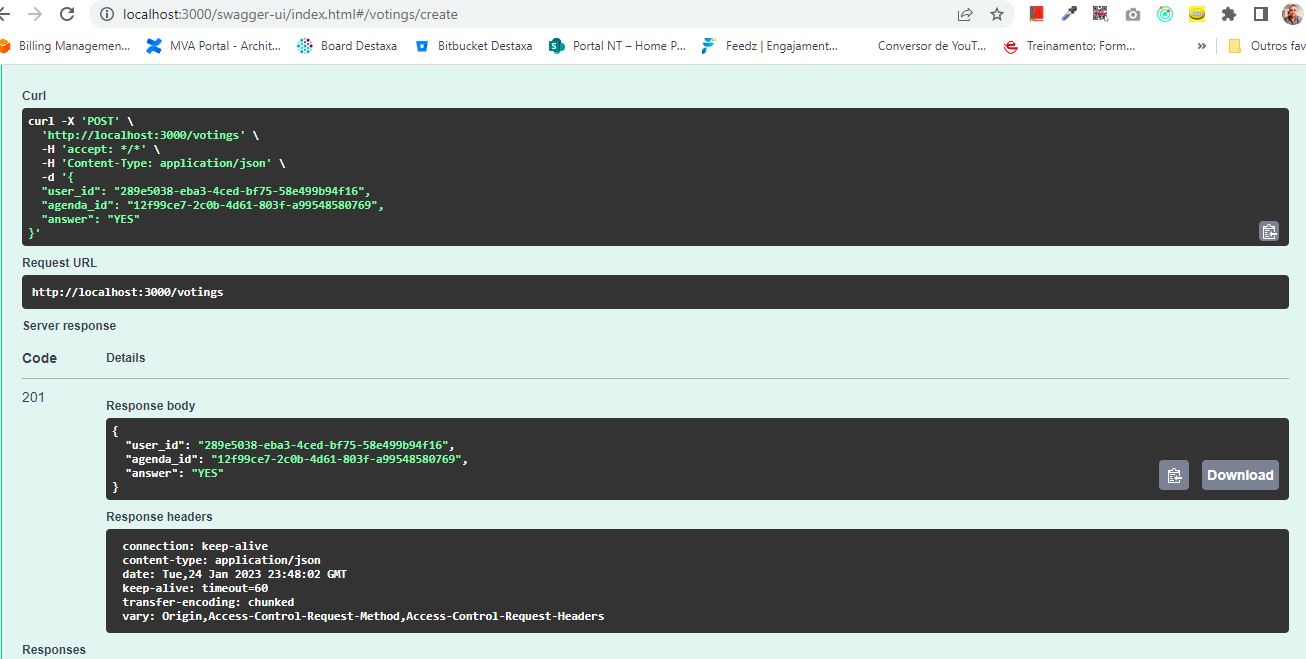 localhost:3000/swagger-ui/index.html#/votings/create
Billing Managemen... MVA Portal - Archit... Board Destaxa Bitbucket Destaxa Portal NT – Home P... Feedz | Engajament... Conversor de YouT... Treinamento: Form... » Outros fav
Curl
curl -X 'POST' \
'http://localhost:3000/votings' \
-H 'accept: */*' \
-H 'Content-Type: application/json' \
-d '{
"user_id": "289e5038-eba3-4ced-bf75-58e499b94f16",
"agenda_id": "12f99ce7-2c0b-4d61-803f-a99548580769",
"answer": "YES"
}'
Request URL
http://localhost:3000/votings
Server response
Code Details
201
Response body
{
"user_id": "289e5038-eba3-4ced-bf75-58e499b94f16",
"agenda_id": "12f99ce7-2c0b-4d61-803f-a99548580769",
"answer": "YES"
}
Download
Response headers
connection: keep-alive
content-type: application/json
date: Tue,24 Jan 2023 23:48:02 GMT
keep-alive: timeout=60
transfer-encoding: chunked
vary: Origin,Access-Control-Request-Method,Access-Control-Request-Headers
Responses